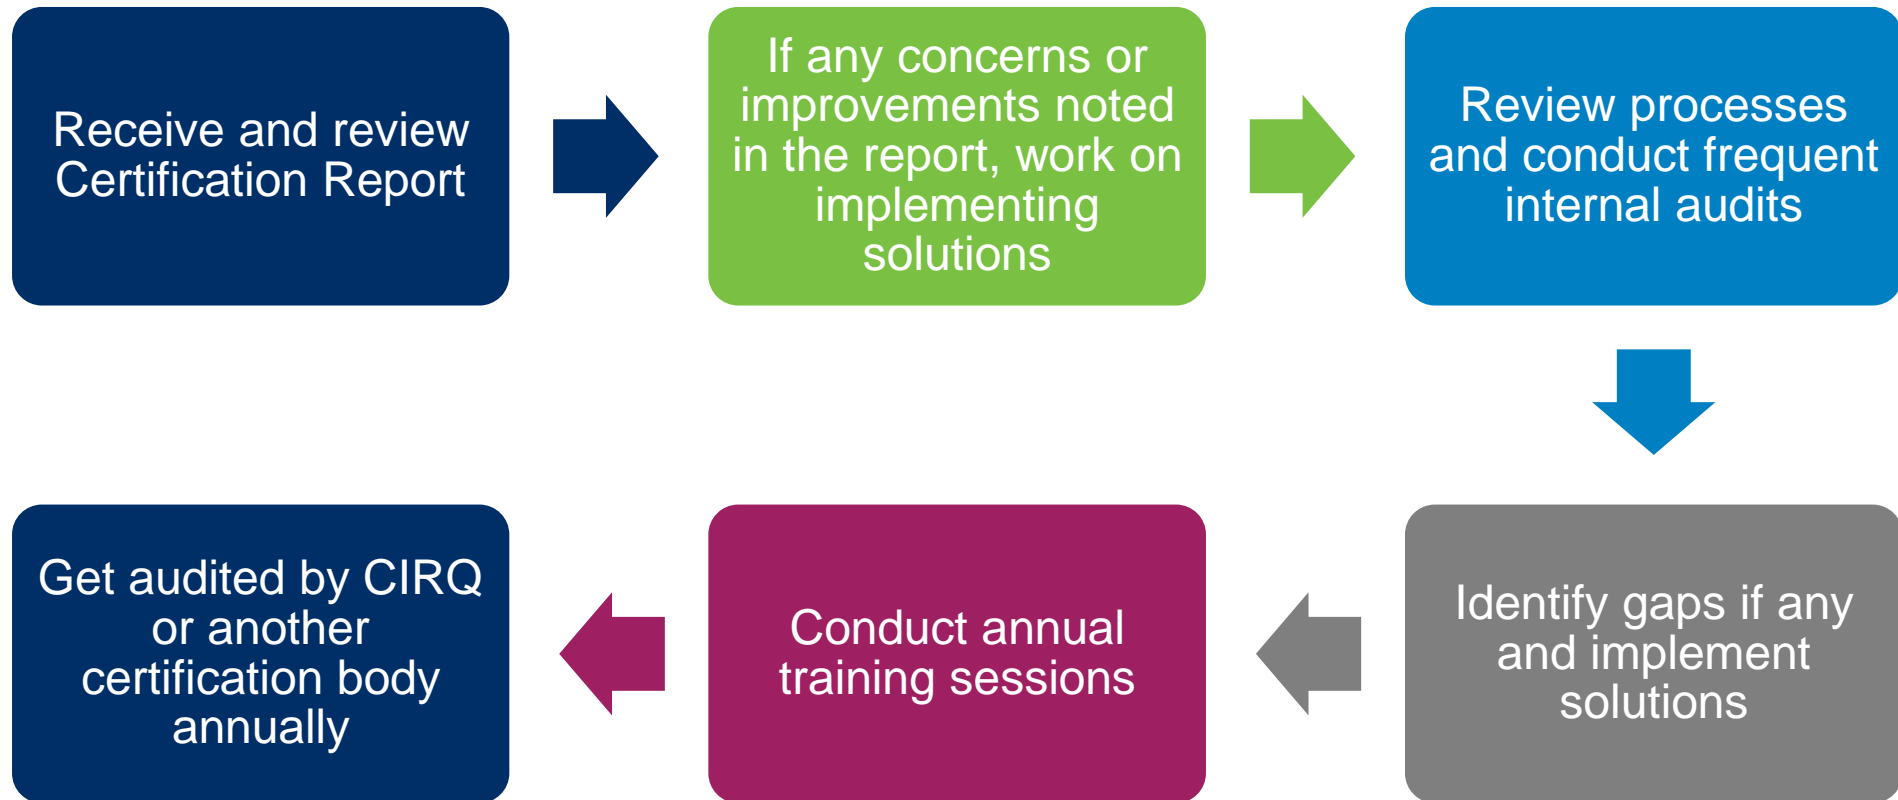 Receive and review
Certification Report
If any concerns or
improvements noted
in the report, work on
implementing
solutions
Review processes
and conduct frequent
internal audits
Identify gaps if any
and implement
solutions
Conduct annual
training sessions
Get audited by CIRQ
or another
certification body
annually